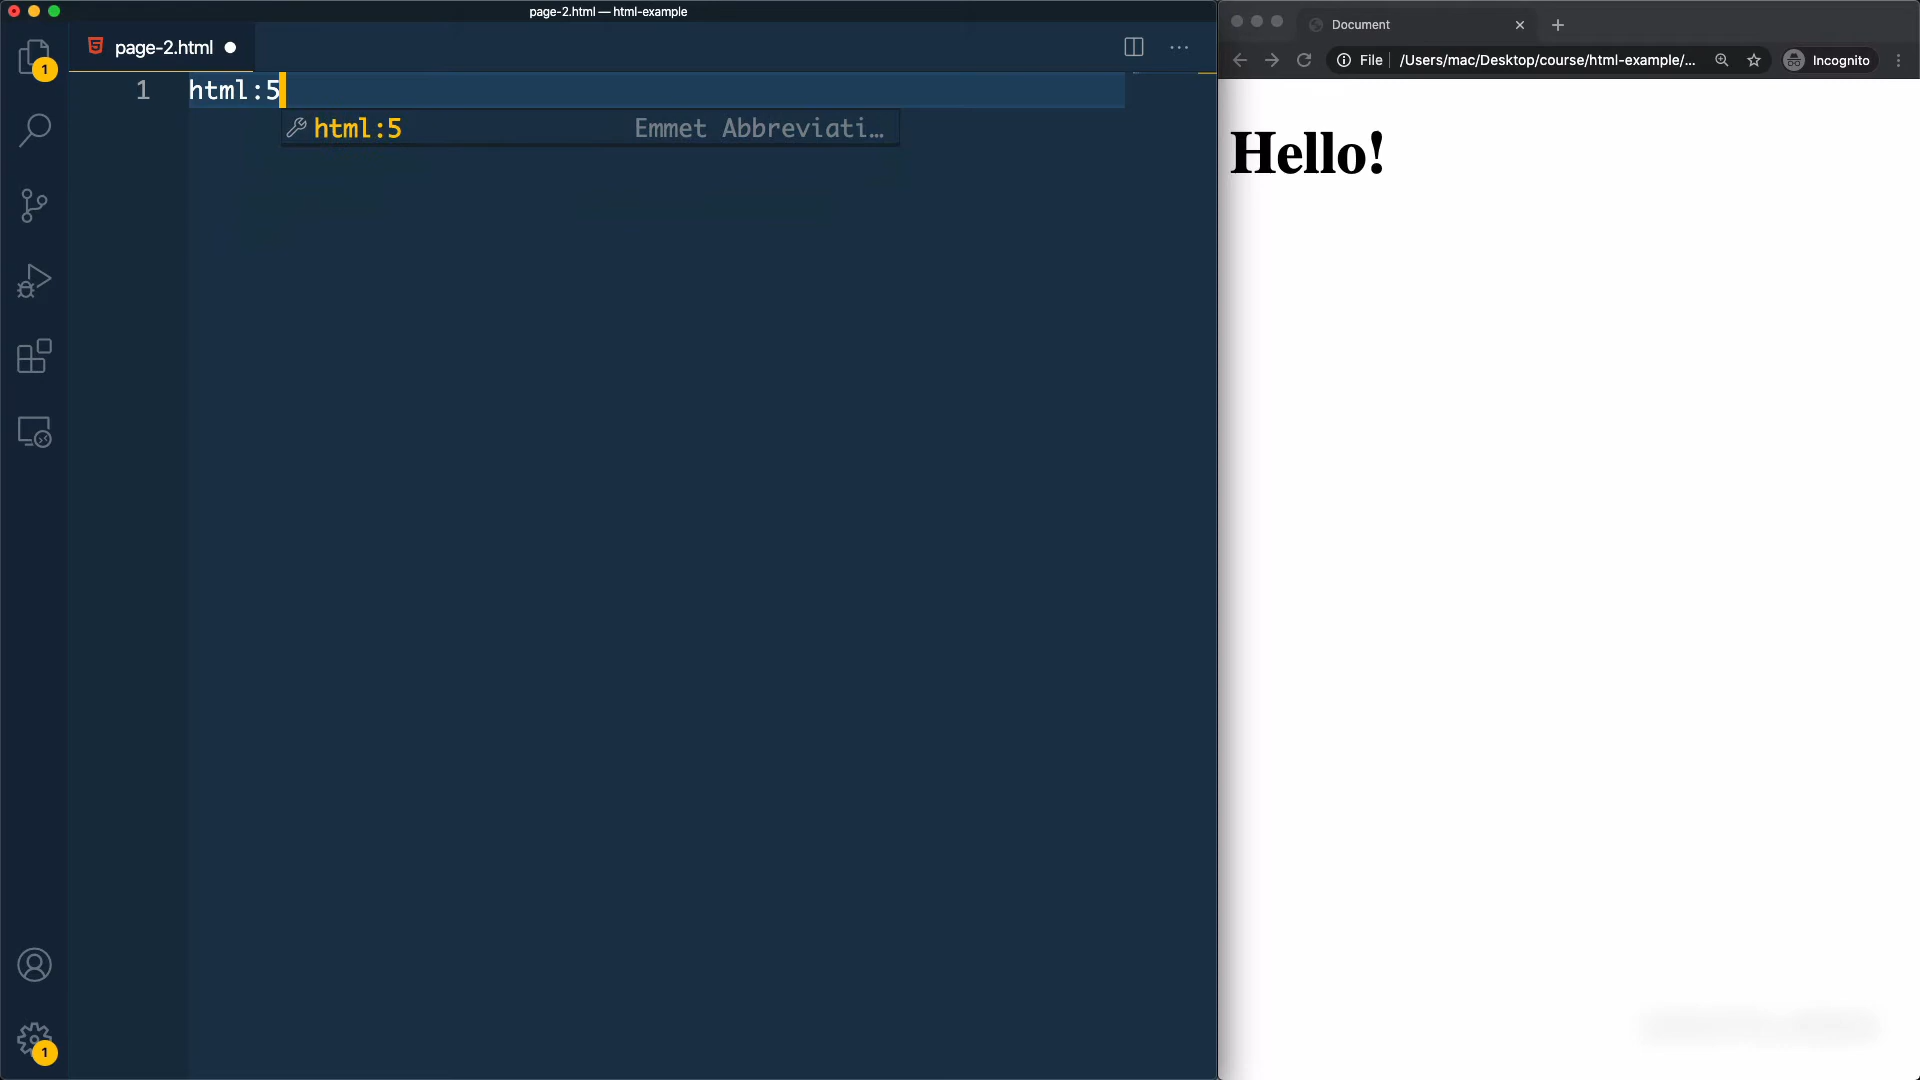 page-2.html — html-example
page-2.html
1
1
html:5
html:5 Emmet Abbreviati…
1
Document
File /Users/mac/Desktop/course/html-example/...
Incognito
Hello!